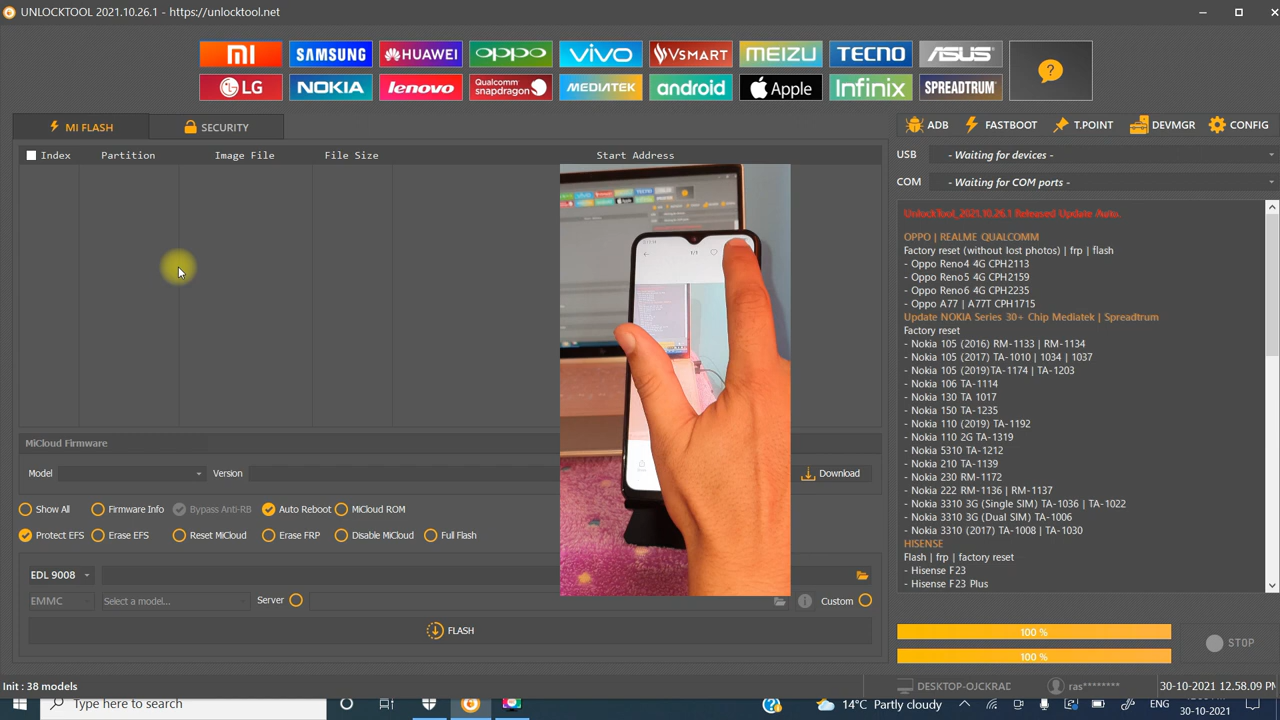 UNLOCKTOOL 2021.10.26.1 - https://unlocktool.net
MI SAMSUNG HUAWEI OPPO vivo VSMART MEIZU TECNO ASUS
LG NOKIA lenovo Qualcomm snapdragon MEDIATEK android Apple Infinix SPREADTRUM
?
MI FLASH SECURITY
ADB FASTBOOT T.POINT DEVMGR CONFIG
Index Partition Image File File Size Start Address
USB - Waiting for devices -
COM - Waiting for COM ports -
UnlockTool_2021.10.26.1 Released Update Auto.
OPPO | REALME QUALCOMM
Factory reset (without lost photos) | frp | flash
- Oppo Reno4 4G CPH2113
- Oppo Reno5 4G CPH2159
- Oppo Reno6 4G CPH2235
- Oppo A77 | A77T CPH1715
Update NOKIA Series 30+ Chip Mediatek | Spreadtrum
Factory reset
- Nokia 105 (2016) RM-1133 | RM-1134
- Nokia 105 (2017) TA-1010 | 1034 | 1037
- Nokia 105 (2019)TA-1174 | TA-1203
- Nokia 106 TA-1114
- Nokia 130 TA 1017
- Nokia 150 TA-1235
- Nokia 110 (2019) TA-1192
- Nokia 110 2G TA-1319
- Nokia 5310 TA-1212
- Nokia 210 TA-1139
- Nokia 230 RM-1172
- Nokia 222 RM-1136 | RM-1137
- Nokia 3310 3G (Single SIM) TA-1036 | TA-1022
- Nokia 3310 3G (Dual SIM) TA-1006
- Nokia 3310 (2017) TA-1008 | TA-1030
HISENSE
Flash | frp | factory reset
- Hisense F23
- Hisense F23 Plus
1/1
MiCloud Firmware
Model Version Download
Show All Firmware Info Bypass Anti-RB Auto Reboot MiCloud ROM
Protect EFS Erase EFS Reset MiCloud Erase FRP Disable MiCloud Full Flash
EDL 9008
EMMC Select a model... Server Custom
FLASH
100 %
100 %
STOP
Init : 38 models
DESKTOP-OJCKRAD ras******** 30-10-2021 12.58.09 PM
Type here to search
14°C Partly cloudy
ENG
30-10-2021